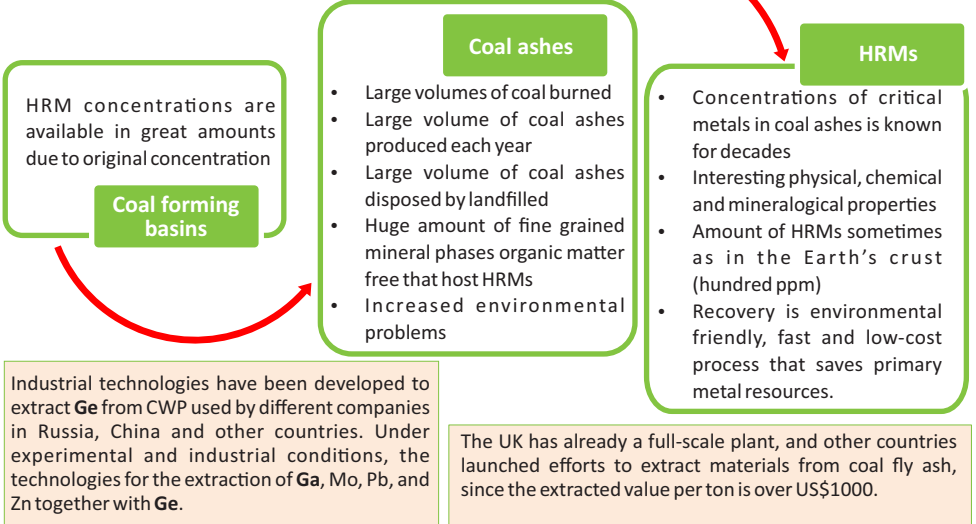 HRM concentrations are
available in great amounts
due to original concentration
Coal forming
basins
Coal ashes
• Large volumes of coal burned
• Large volume of coal ashes
produced each year
• Large volume of coal ashes
disposed by landfilled
• Huge amount of fine grained
mineral phases organic matter
free that host HRMs
• Increased environmental
problems
HRMs
• Concentrations of critical
metals in coal ashes is known
for decades
• Interesting physical, chemical
and mineralogical properties
• Amount of HRMs sometimes
as in the Earth’s crust
(hundred ppm)
• Recovery is environmental
friendly, fast and low-cost
process that saves primary
metal resources.
Industrial technologies have been developed to
extract Ge from CWP used by different companies
in Russia, China and other countries. Under
experimental and industrial conditions, the
technologies for the extraction of Ga, Mo, Pb, and
Zn together with Ge.
The UK has already a full-scale plant, and other countries
launched efforts to extract materials from coal fly ash,
since the extracted value per ton is over US$1000.